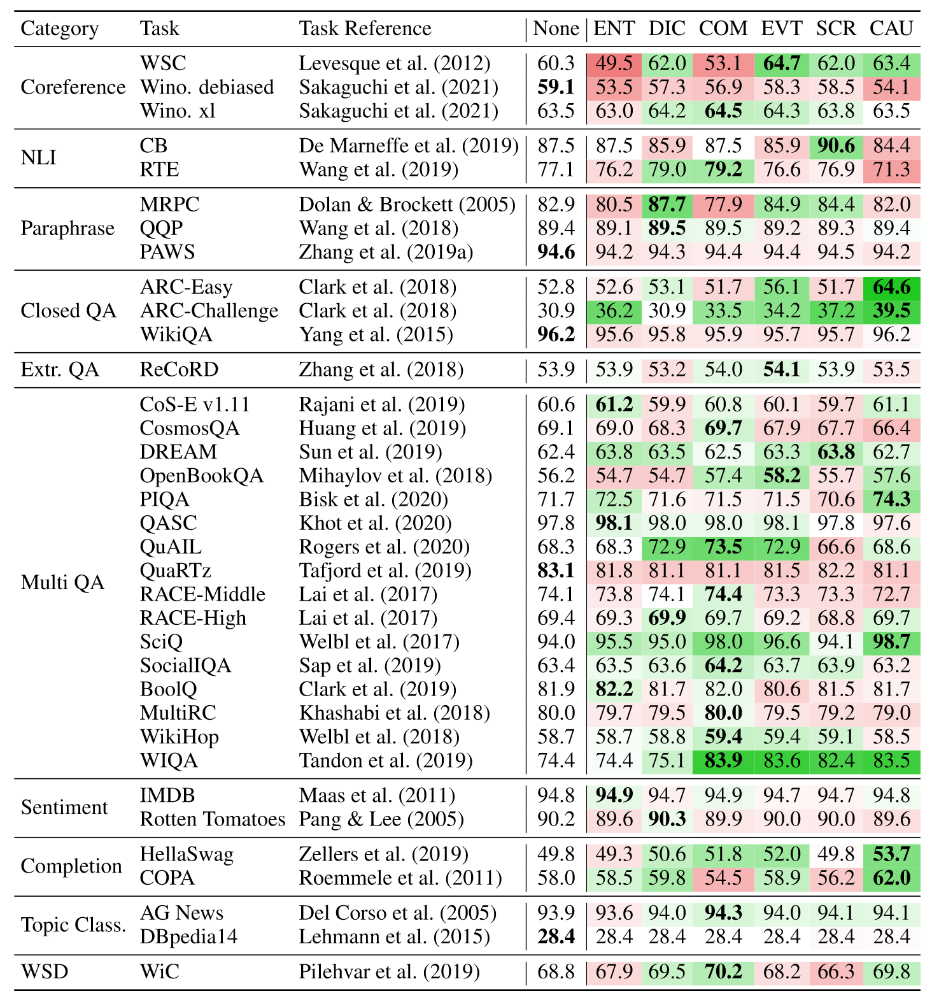 Category Task Task Reference None ENT DIC COM EVT SCR CAU
Coreference WSC Levesque et al. (2012) 60.3 49.5 62.0 53.1 64.7 62.0 63.4
Wino. debiased Sakaguchi et al. (2021) 59.1 53.5 57.3 56.9 58.3 58.5 54.1
Wino. xl Sakaguchi et al. (2021) 63.5 63.0 64.2 64.5 64.3 63.8 63.5
NLI CB De Marneffe et al. (2019) 87.5 87.5 85.9 87.5 85.9 90.6 84.4
RTE Wang et al. (2019) 77.1 76.2 79.0 79.2 76.6 76.9 71.3
Paraphrase MRPC Dolan & Brockett (2005) 82.9 80.5 87.7 77.9 84.9 84.4 82.0
QQP Wang et al. (2018) 89.4 89.1 89.5 89.5 89.2 89.3 89.4
PAWS Zhang et al. (2019a) 94.6 94.2 94.3 94.4 94.4 94.5 94.2
Closed QA ARC-Easy Clark et al. (2018) 52.8 52.6 53.1 51.7 56.1 51.7 64.6
ARC-Challenge Clark et al. (2018) 30.9 36.2 30.9 33.5 34.2 37.2 39.5
WikiQA Yang et al. (2015) 96.2 95.6 95.8 95.9 95.7 95.7 96.2
Extr. QA ReCoRD Zhang et al. (2018) 53.9 53.9 53.2 54.0 54.1 53.9 53.5
Multi QA CoS-E v1.11 Rajani et al. (2019) 60.6 61.2 59.9 60.8 60.1 59.7 61.1
CosmosQA Huang et al. (2019) 69.1 69.0 68.3 69.7 67.9 67.7 66.4
DREAM Sun et al. (2019) 62.4 63.8 63.5 62.5 63.3 63.8 62.7
OpenBookQA Mihaylov et al. (2018) 56.2 54.7 54.7 57.4 58.2 55.7 57.6
PIQA Bisk et al. (2020) 71.7 72.5 71.6 71.5 71.5 70.6 74.3
QASC Khot et al. (2020) 97.8 98.1 98.0 98.0 98.1 97.8 97.6
QuAIL Rogers et al. (2020) 68.3 68.3 72.9 73.5 72.9 66.6 68.6
QuaRTz Tafjord et al. (2019) 83.1 81.8 81.1 81.1 81.5 82.2 81.1
RACE-Middle Lai et al. (2017) 74.1 73.8 74.1 74.4 73.3 73.3 72.7
RACE-High Lai et al. (2017) 69.4 69.3 69.9 69.7 69.2 68.8 69.7
SciQ Welbl et al. (2017) 94.0 95.5 95.0 98.0 96.6 94.1 98.7
SocialIQA Sap et al. (2019) 63.4 63.5 63.6 64.2 63.7 63.9 63.2
BoolQ Clark et al. (2019) 81.9 82.2 81.7 82.0 80.6 81.5 81.7
MultiRC Khashabi et al. (2018) 80.0 79.7 79.5 80.0 79.5 79.2 79.0
WikiHop Welbl et al. (2018) 58.7 58.7 58.8 59.4 59.4 59.1 58.5
WIQA Tandon et al. (2019) 74.4 74.4 75.1 83.9 83.6 82.4 83.5
Sentiment IMDB Maas et al. (2011) 94.8 94.9 94.7 94.9 94.7 94.7 94.8
Rotten Tomatoes Pang & Lee (2005) 90.2 89.6 90.3 89.9 90.0 90.0 89.6
Completion HellaSwag Zellers et al. (2019) 49.8 49.3 50.6 51.8 52.0 49.8 53.7
COPA Roemmele et al. (2011) 58.0 58.5 59.8 54.5 58.9 56.2 62.0
Topic Class. AG News Del Corso et al. (2005) 93.9 93.6 94.0 94.3 94.0 94.1 94.1
DBpedia14 Lehmann et al. (2015) 28.4 28.4 28.4 28.4 28.4 28.4 28.4
WSD WiC Pilehvar et al. (2019) 68.8 67.9 69.5 70.2 68.2 66.3 69.8